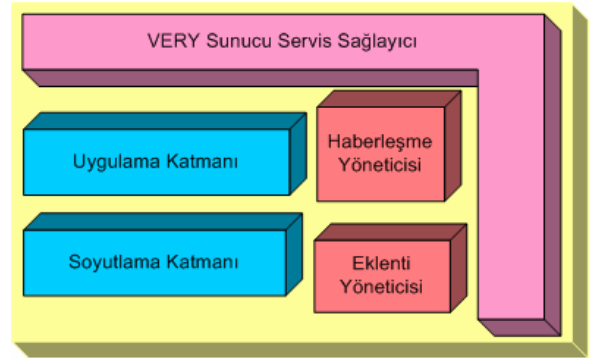 VERY Sunucu Servis Sağlayıcı
Uygulama Katmanı
Haberleşme
Yöneticisi
Soyutlama Katmanı
Eklenti
Yöneticisi